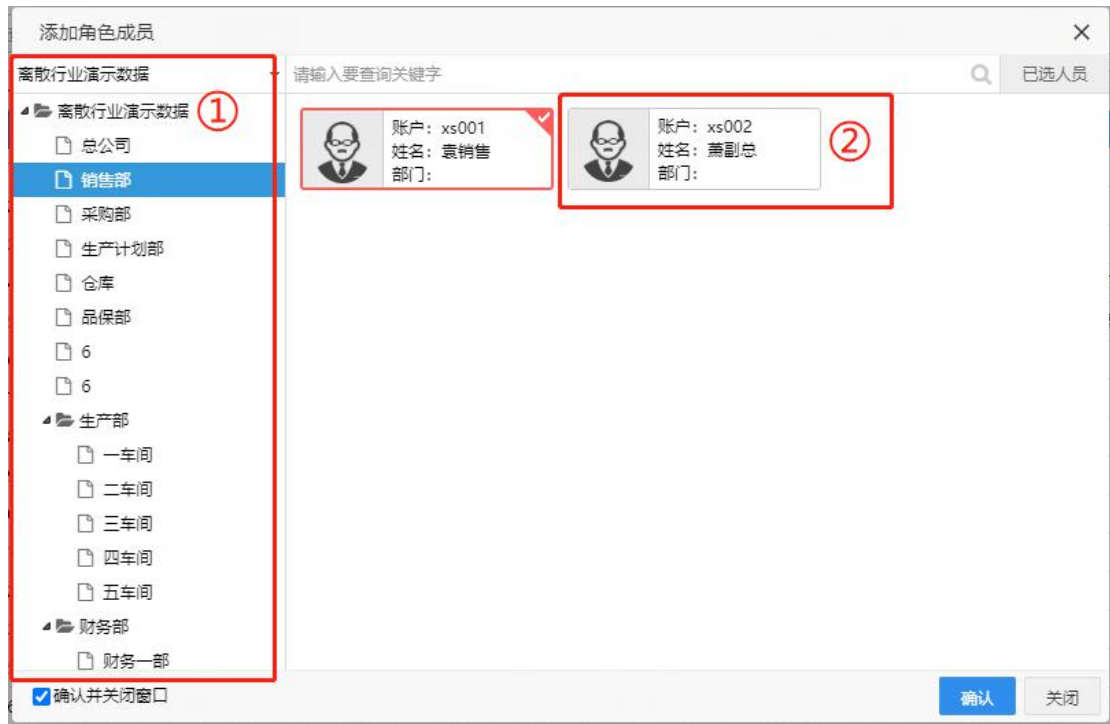 添加角色成员
离散行业演示数据
请输入要查询关键字
已选人员
离散行业演示数据
①
总公司
销售部
采购部
生产计划部
仓库
品保部
6
6
生产部
一车间
二车间
三车间
四车间
五车间
财务部
财务一部
账户: xs001
姓名: 袁销售
部门:
账户: xs002
姓名: 萧副总
部门:
②
确认并关闭窗口
确认
关闭